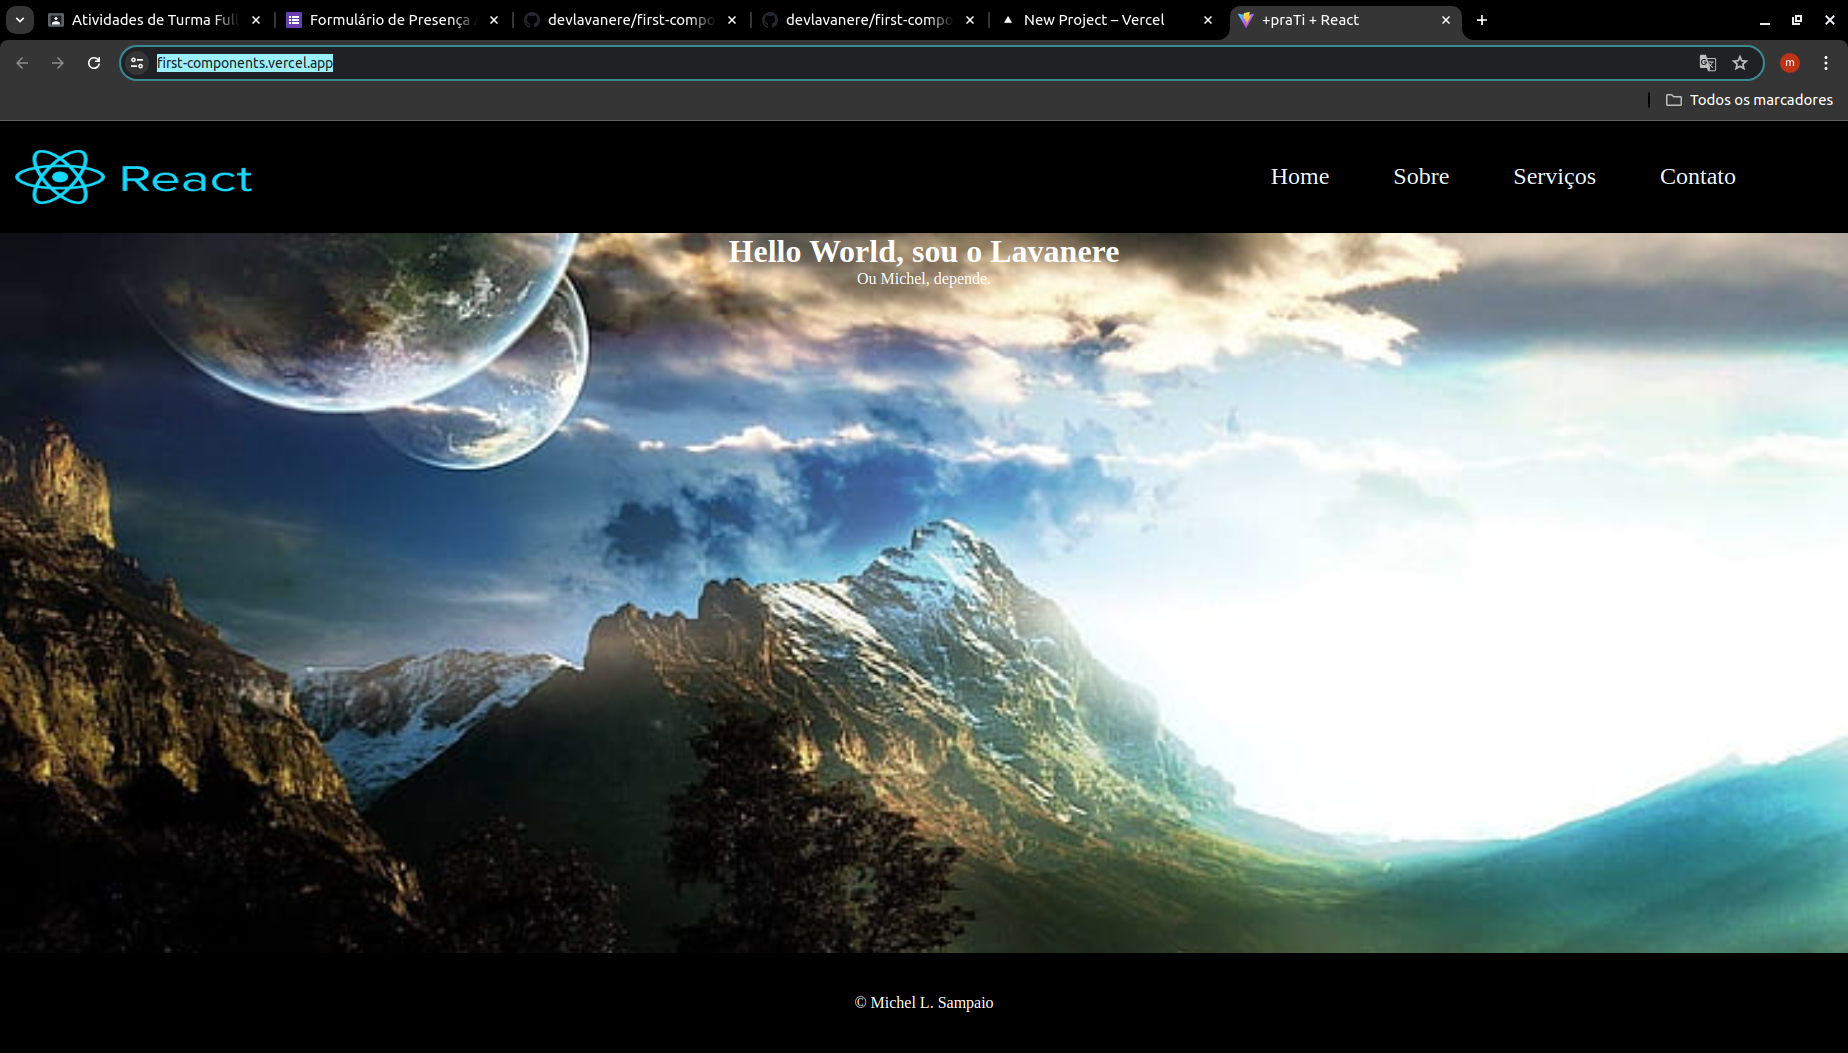 Atividades de Turma Full
Formulário de Presença
devlavanere/first-compo
devlavanere/first-compo
New Project – Vercel
+praTi + React
first-components.vercel.app
m
Todos os marcadores
React
Home
Sobre
Serviços
Contato
Hello World, sou o Lavanere
Ou Michel, depende.
© Michel L. Sampaio